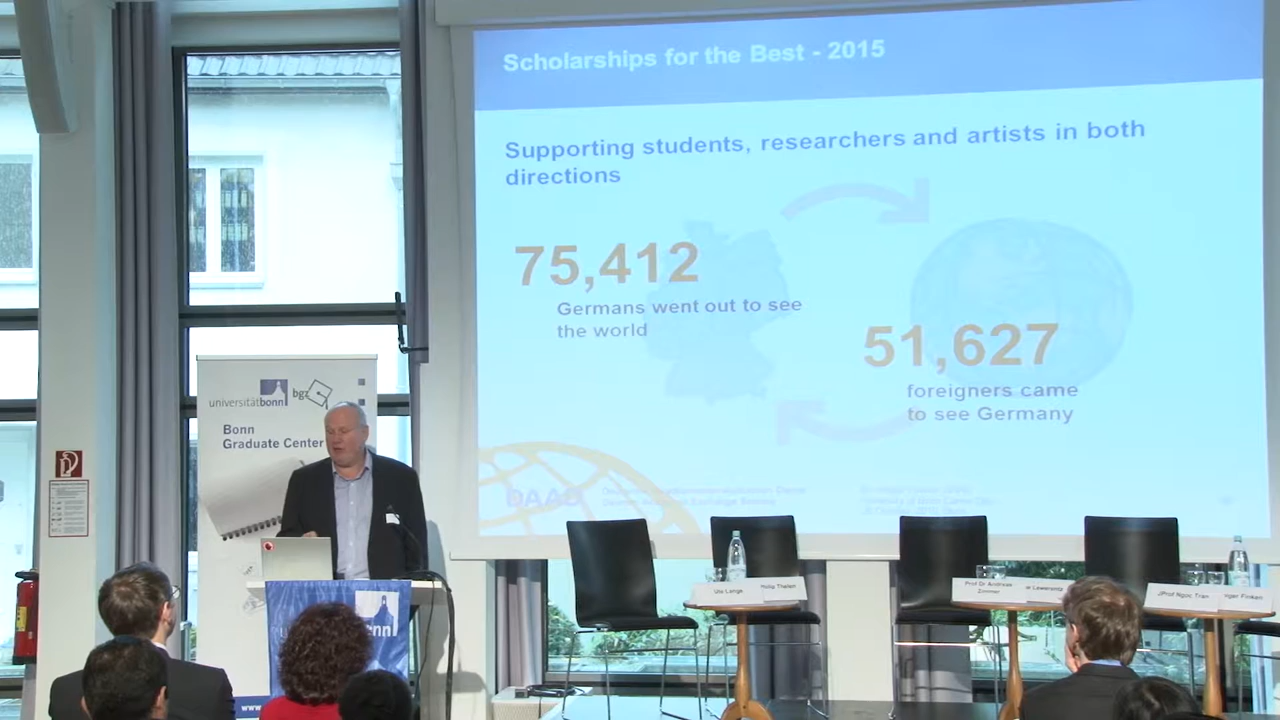 Scholarships for the Best - 2015
Supporting students, researchers and artists in both
directions
75,412
Germans went out to see
the world
51,627
foreigners came
to see Germany
DAAD
universitätbonn
bgz
Bonn
Graduate Center
Ute Lange
Prof Dr Andreas
Zimmer
JProf Ngoc Tran
www